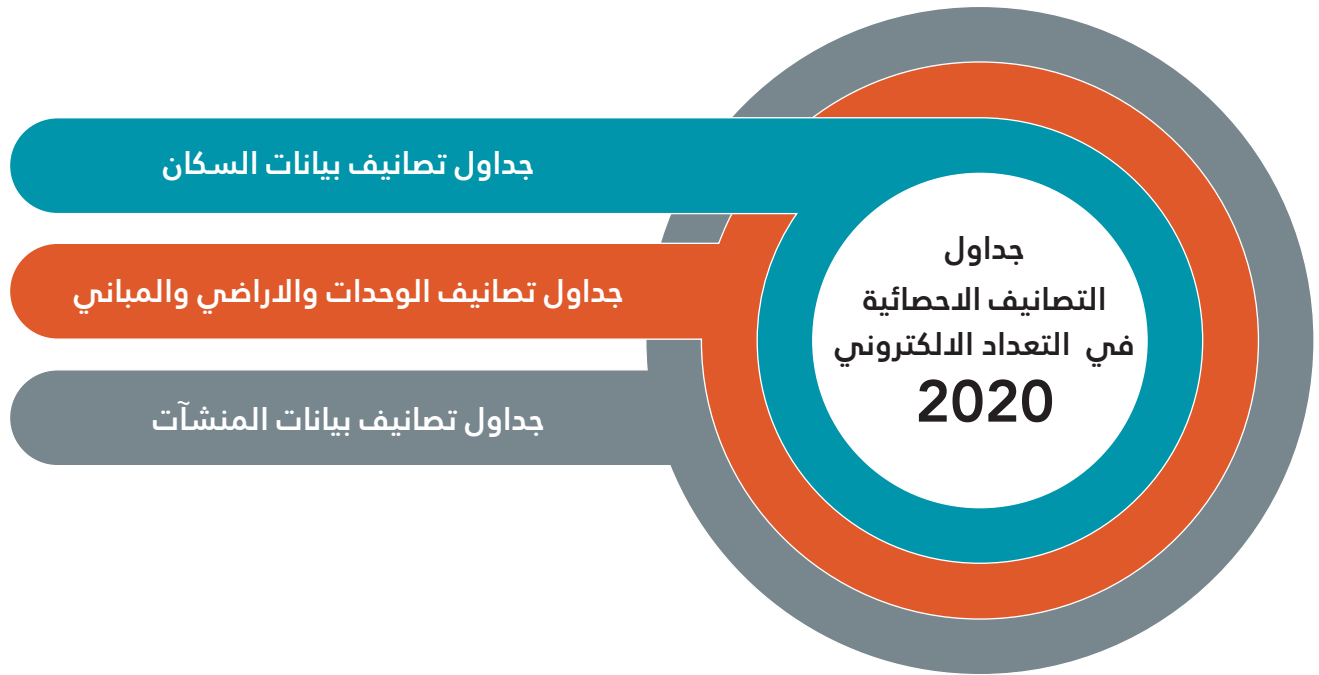 جداول
التصانيف الاحصائية
في التعداد الالكتروني
2020
جداول تصانيف بيانات السكان
جداول تصانيف الوحدات والاراضي والمباني
جداول تصانيف بيانات المنشآت